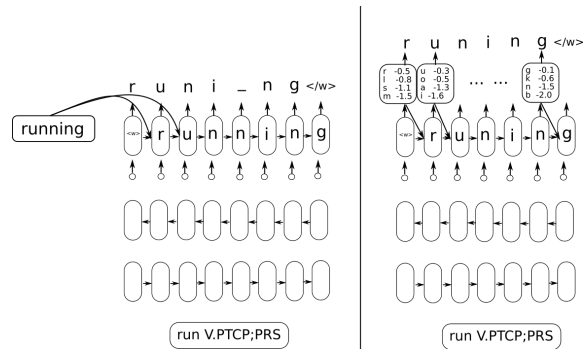 r u n i _ n g </w>
running
<w> r u n n i n g
run V.PTCP;PRS
r u n i n g </w>
r -0.5
l -0.8
s -1.1
m -1.5
u -0.3
o -0.5
a -1.3
i -1.6
... ...
g -0.1
k -0.6
n -1.5
b -2.0
<w> r u n i n g
run V.PTCP;PRS